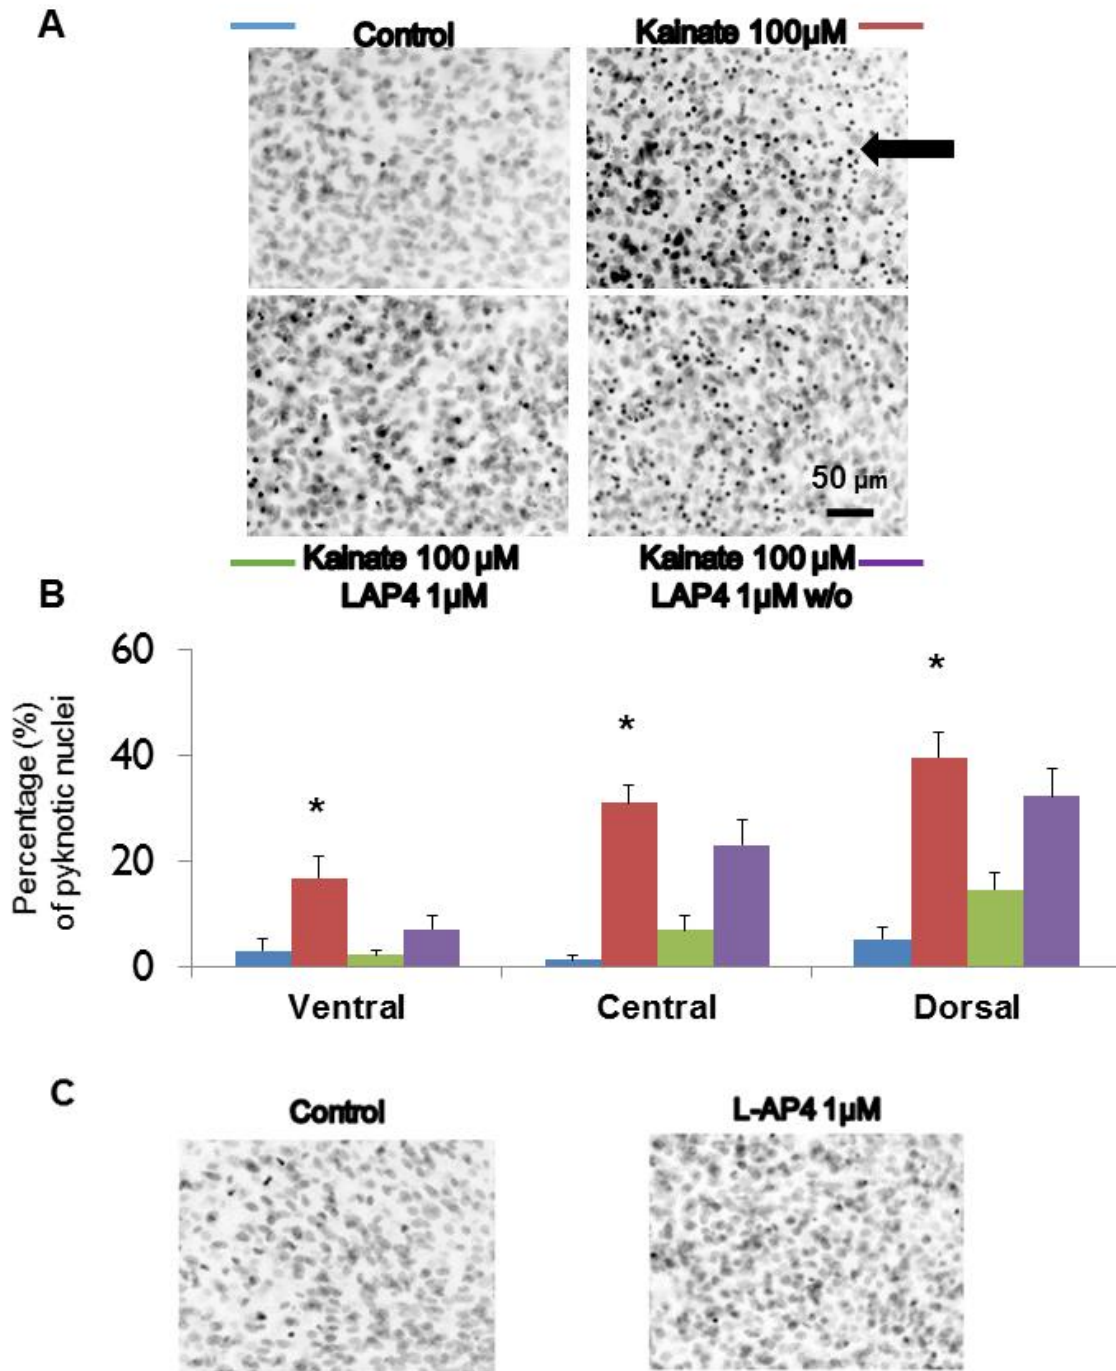 A
Control
Kainate 100µM
50 µm
Kainate 100 µM
LAP4 1µM
Kainate 100 µM
LAP4 1µM w/o
B
Percentage (%)
of pyknotic nuclei
60
40
20
0
*
*
*
Ventral
Central
Dorsal
C
Control
L-AP4 1µM